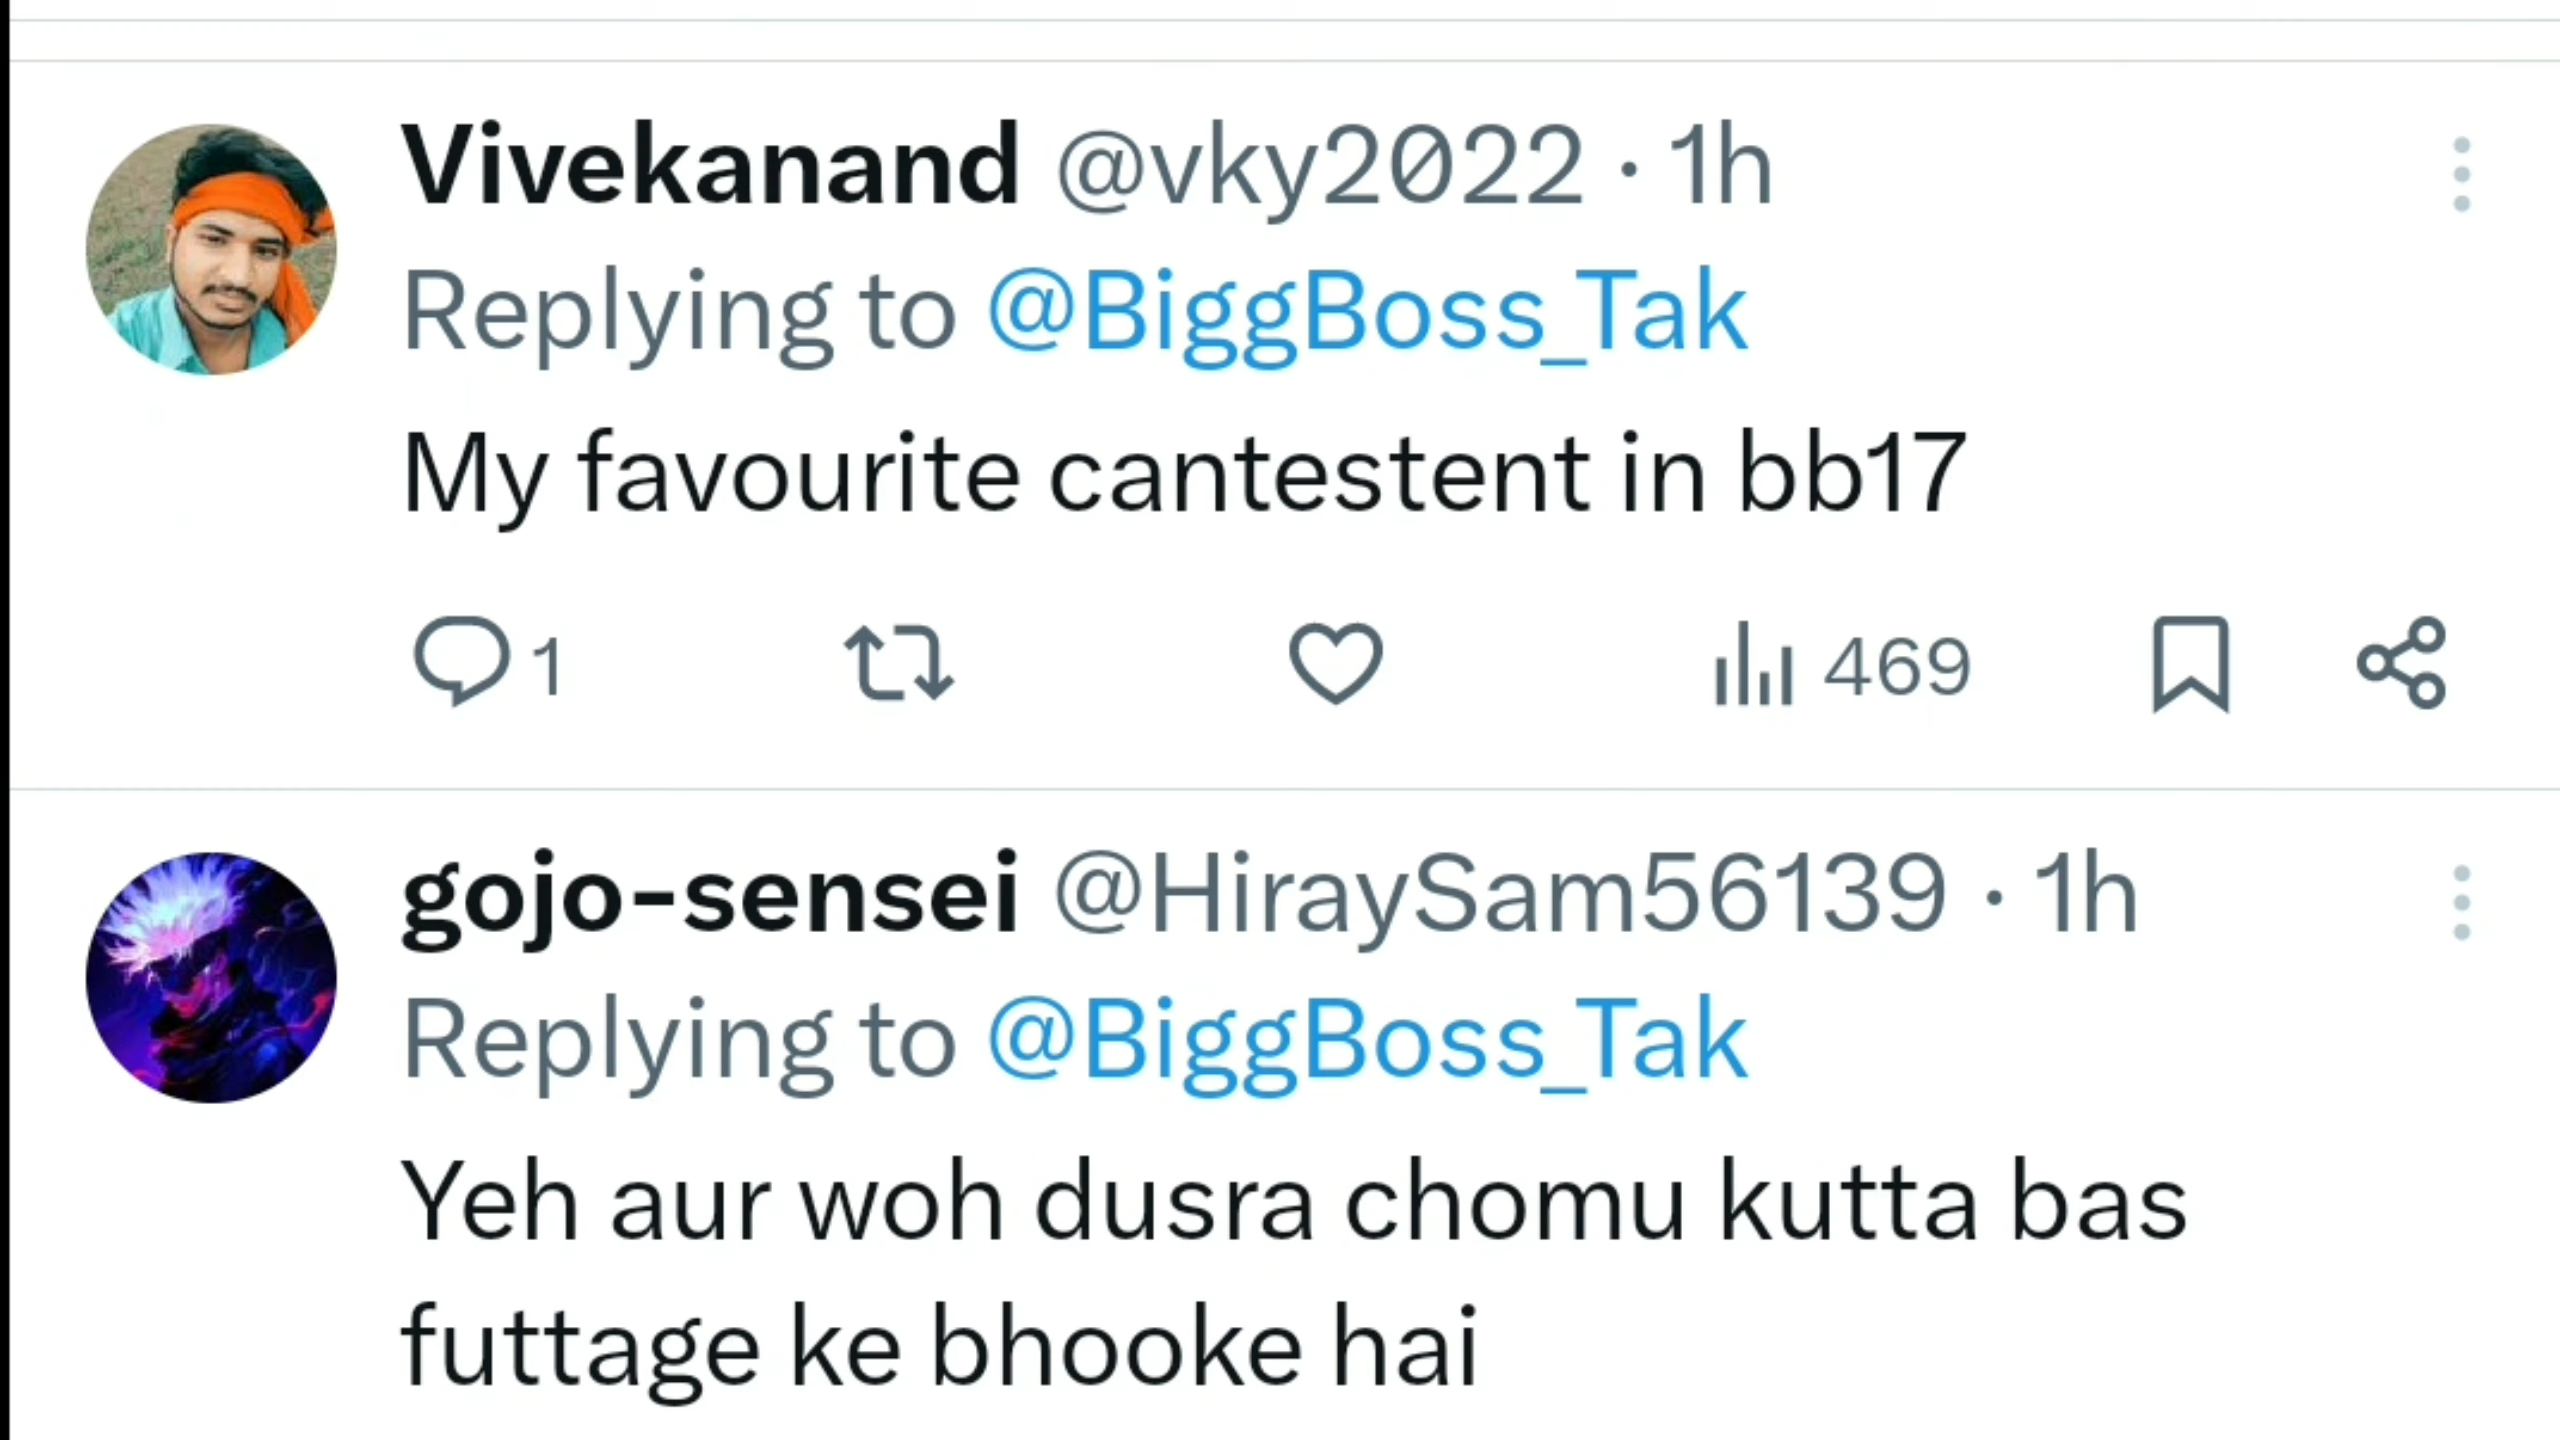 Vivekanand @vky2022 · 1h
Replying to @BiggBoss_Tak
My favourite cantestent in bb17
1 469
gojo-sensei @HiraySam56139 · 1h
Replying to @BiggBoss_Tak
Yeh aur woh dusra chomu kutta bas
futtage ke bhooke hai